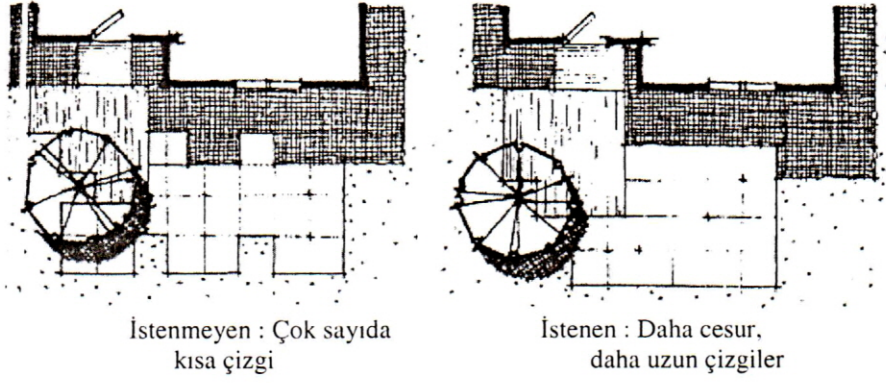 İstenmeyen : Çok sayıda
kısa çizgi
İstenen : Daha cesur,
daha uzun çizgiler